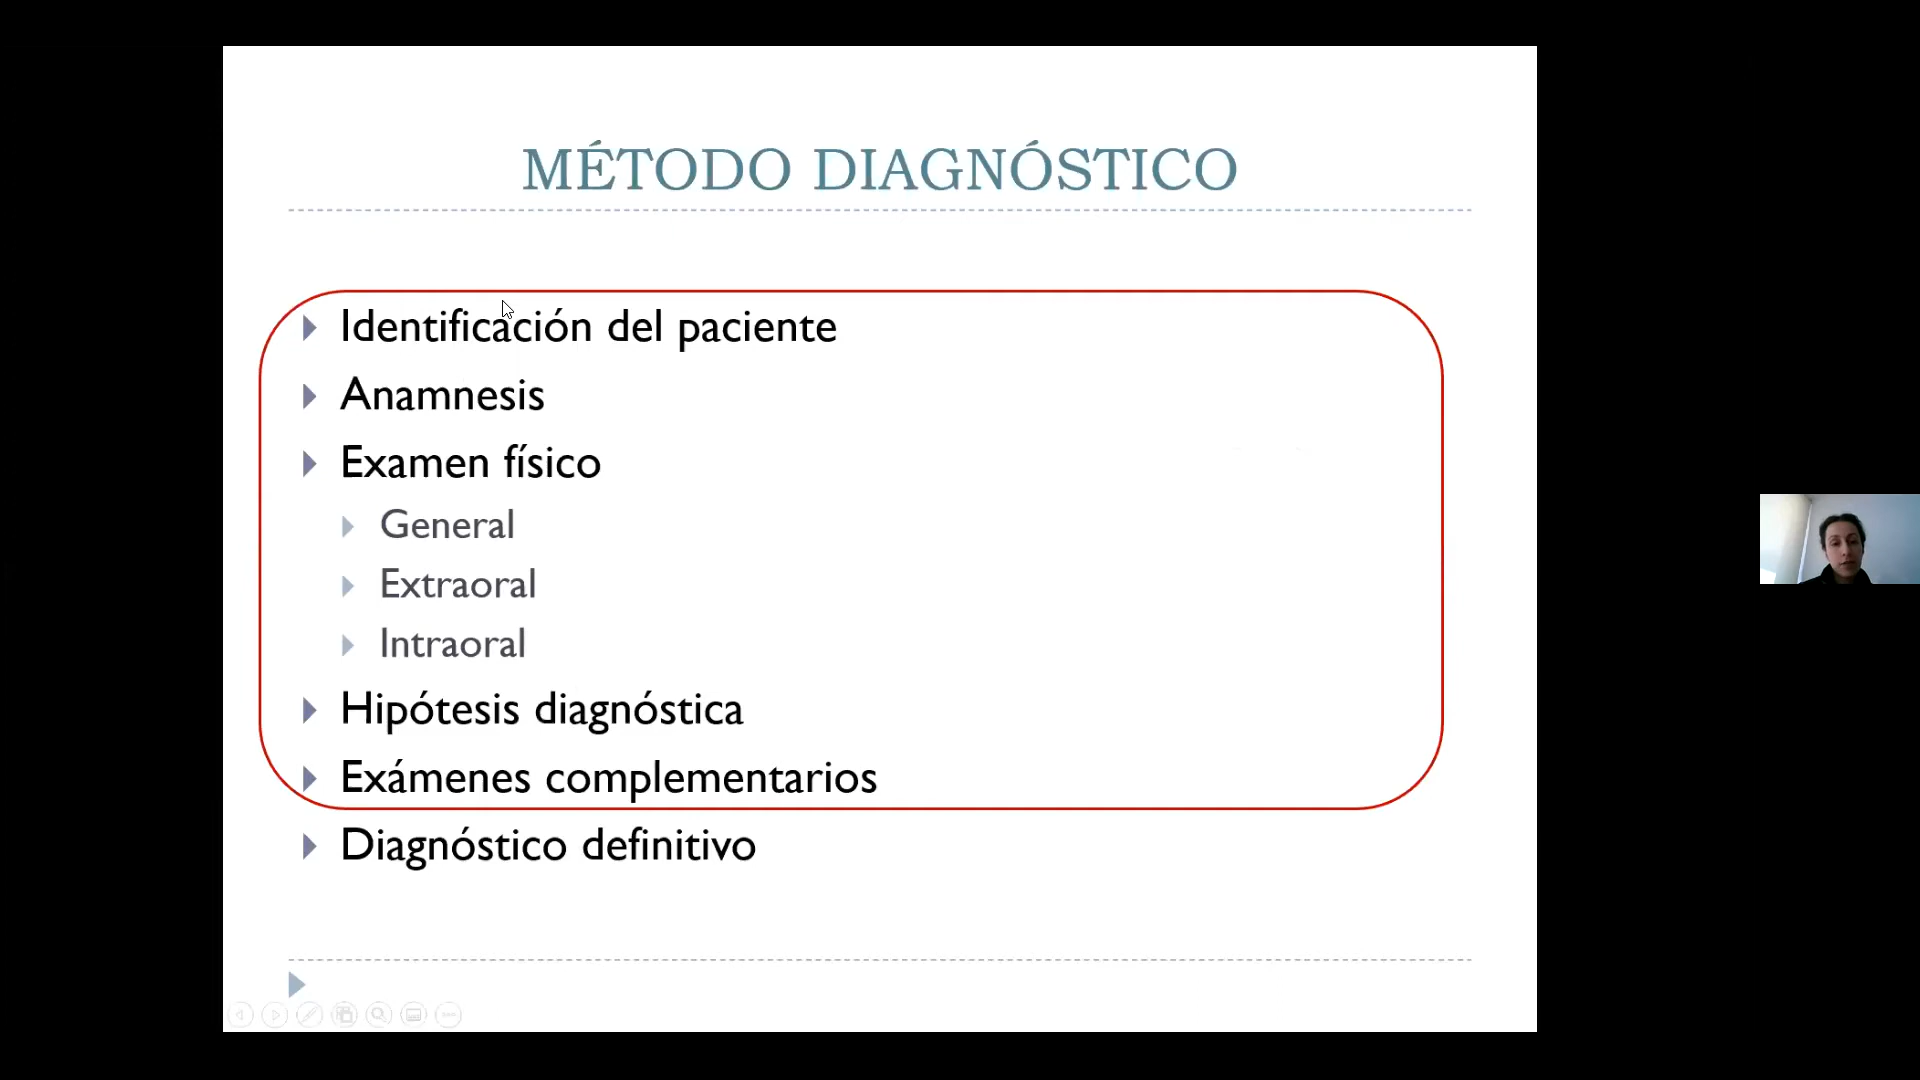 MÉTODO DIAGNÓSTICO
Identificación del paciente
Anamnesis
Examen físico
General
Extraoral
Intraoral
Hipótesis diagnóstica
Exámenes complementarios
Diagnóstico definitivo